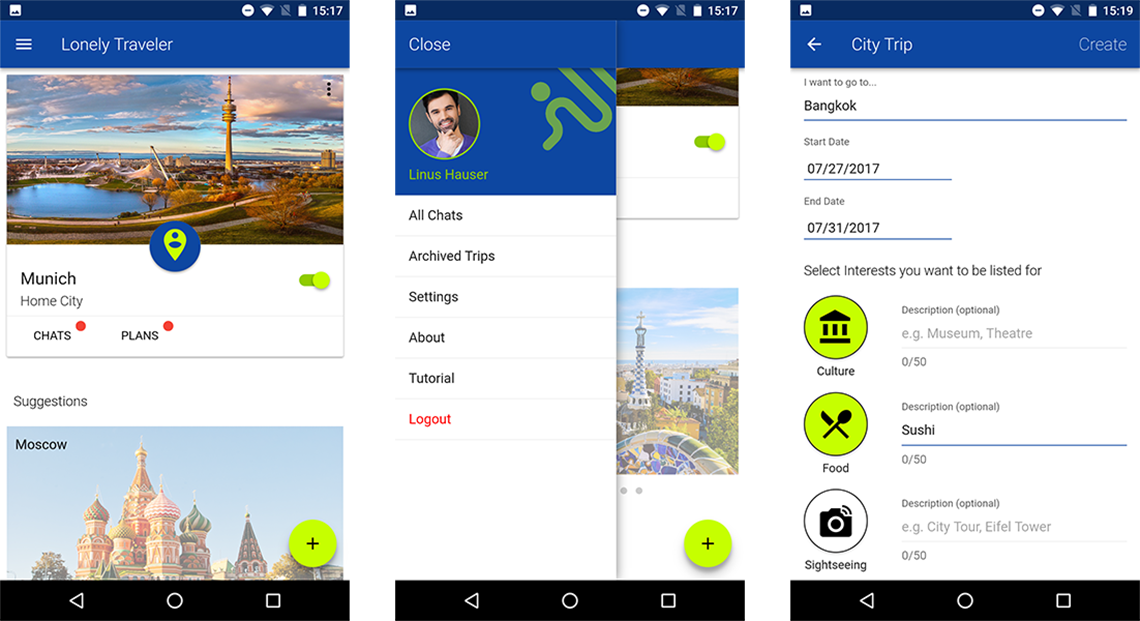 15:17
Lonely Traveler
Munich
Home City
CHATS
PLANS
Suggestions
Moscow
+
15:17
Close
Linus Hauser
All Chats
Archived Trips
Settings
About
Tutorial
Logout
+
15:19
City Trip
Create
I want to go to...
Bangkok
Start Date
07/27/2017
End Date
07/31/2017
Select Interests you want to be listed for
Description (optional)
e.g. Museum, Theatre
0/50
Culture
Description (optional)
Sushi
0/50
Food
Description (optional)
e.g. City Tour, Eifel Tower
0/50
Sightseeing